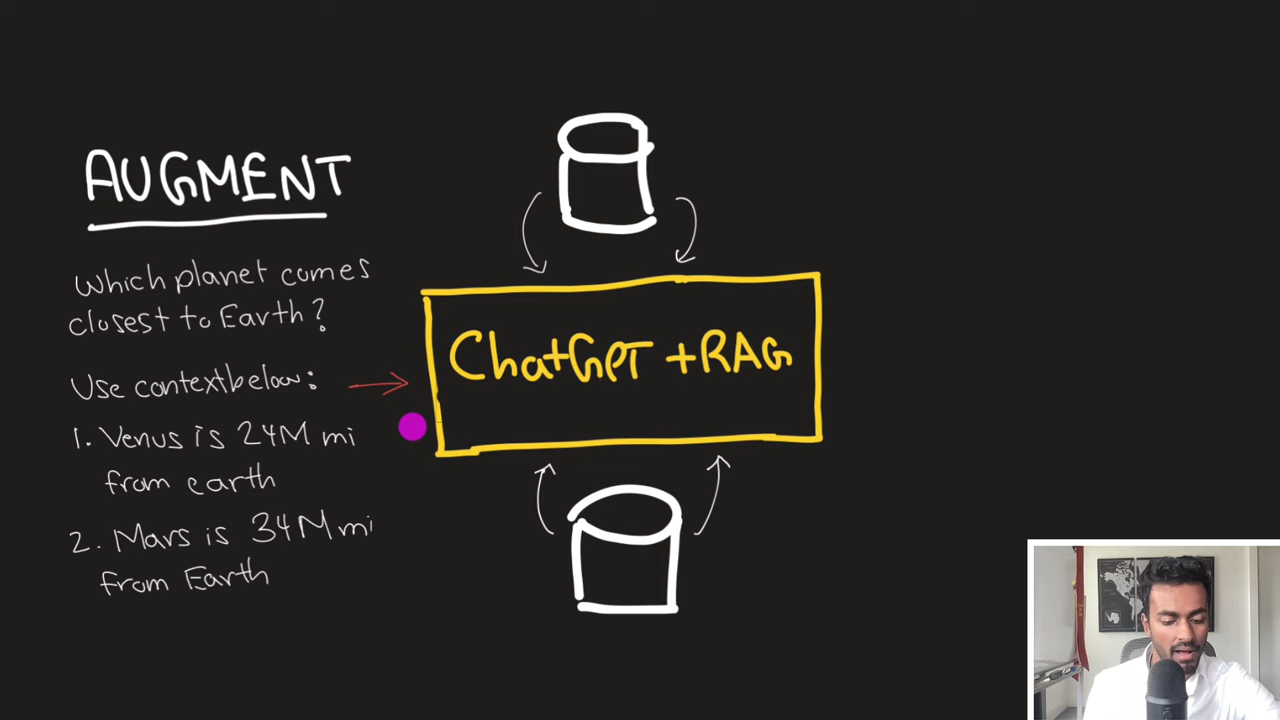 AUGMENT
Which planet comes
closest to Earth?
Use context below:
1. Venus is 24M mi
from earth
2. Mars is 34M mi
from Earth
ChatGPT + RAG